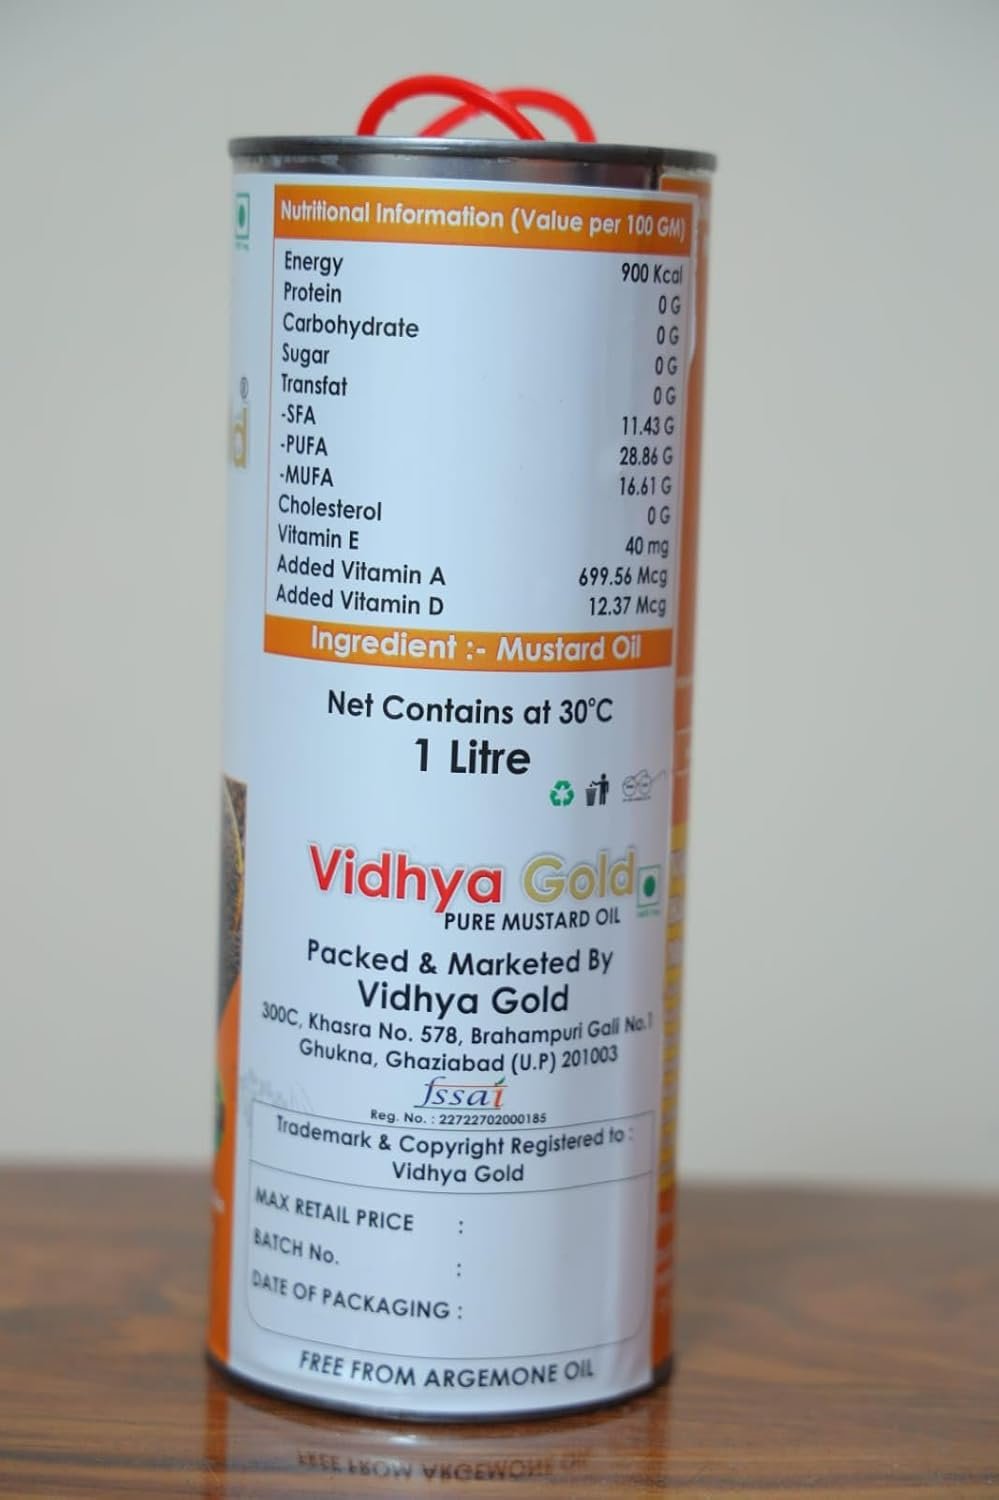 Nutritional Information (Value per 100 GM)
Energy 900 Kcal
Protein 0 G
Carbohydrate 0 G
Sugar 0 G
Transfat 0 G
-SFA 11.43 G
-PUFA 28.86 G
-MUFA 16.61 G
Cholesterol 0 G
Vitamin E 40 mg
Added Vitamin A 699.56 Mcg
Added Vitamin D 12.37 Mcg
Ingredient :- Mustard Oil
Net Contains at 30°C
1 Litre
Vidhya Gold
PURE MUSTARD OIL
Packed & Marketed By
Vidhya Gold
300C, Khasra No. 578, Brahampuri Gali No.1
Ghukna, Ghaziabad (U.P) 201003
fssai
Reg. No. : 22722702000185
Trademark & Copyright Registered to :
Vidhya Gold
MAX RETAIL PRICE :
BATCH No. :
DATE OF PACKAGING :
FREE FROM ARGEMONE OIL
d®